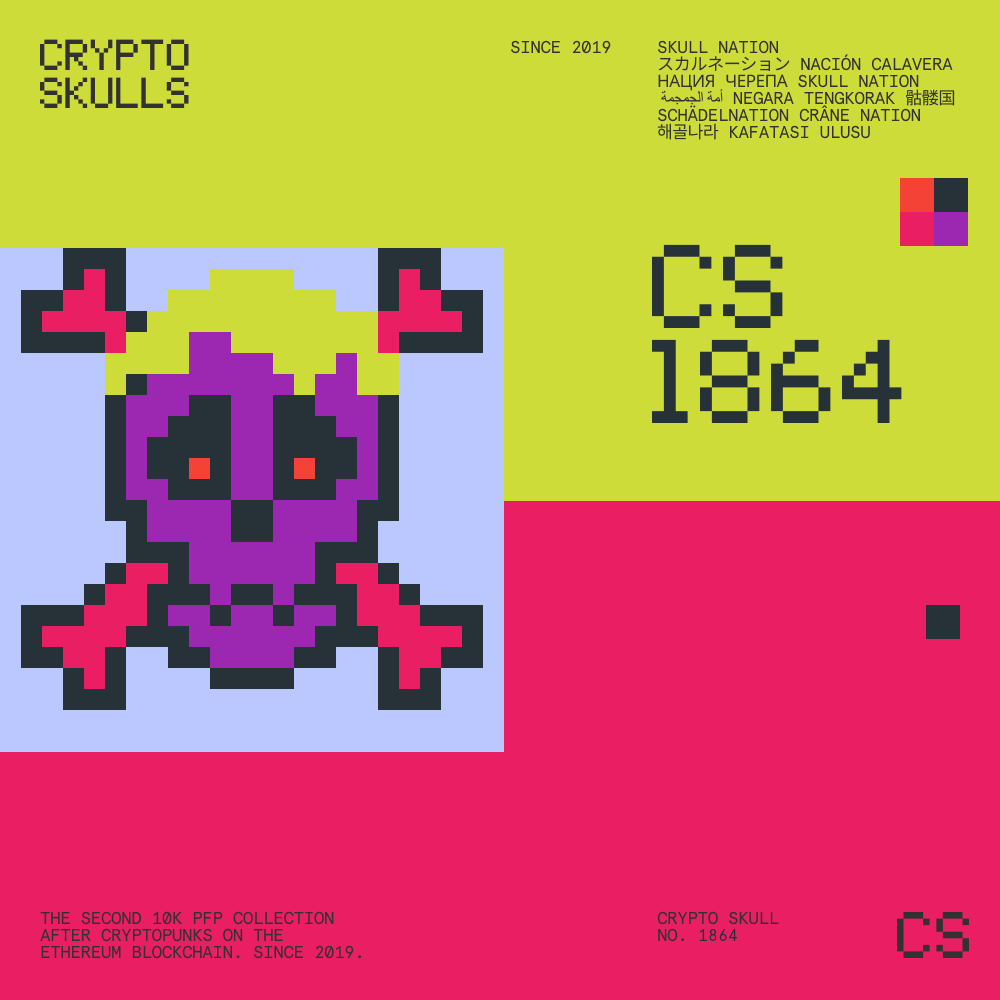 CRYPTO
SKULLS
SINCE 2019
SKULL NATION
スカルネーション NACIÓN CALAVERA
НАЦИЯ ЧЕРЕПА SKULL NATION
أمة الجمجمة NEGARA TENGKORAK 骷髅国
SCHÄDELNATION CRÂNE NATION
해골나라 KAFATASI ULUSU
CS
1864
THE SECOND 10K PFP COLLECTION
AFTER CRYPTOPUNKS ON THE
ETHEREUM BLOCKCHAIN. SINCE 2019.
CRYPTO SKULL
NO. 1864
CS